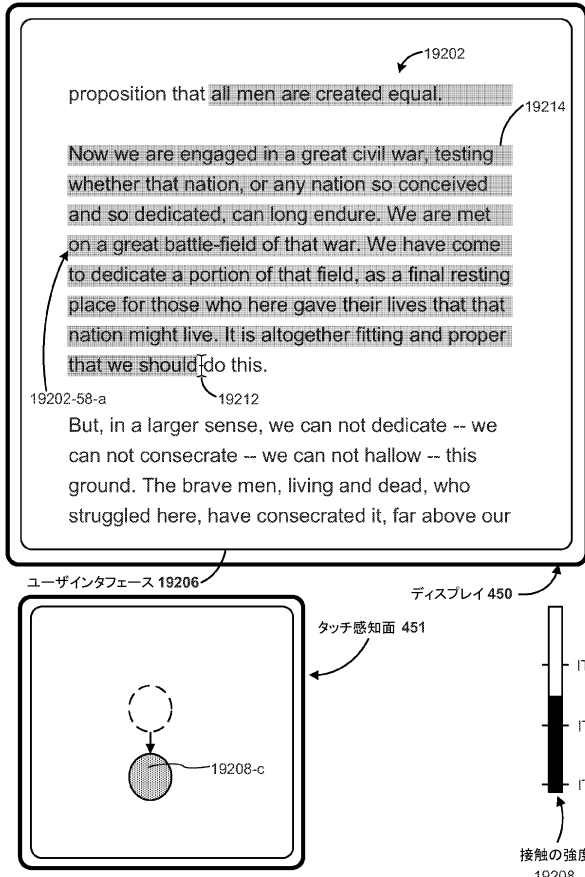 19202
proposition that all men are created equal.
19214
Now we are engaged in a great civil war, testing
whether that nation, or any nation so conceived
and so dedicated, can long endure. We are met
on a great battle-field of that war. We have come
to dedicate a portion of that field, as a final resting
place for those who here gave their lives that that
nation might live. It is altogether fitting and proper
that we should do this.
19202-58-a
19212
But, in a larger sense, we can not dedicate -- we
can not consecrate -- we can not hallow -- this
ground. The brave men, living and dead, who
struggled here, have consecrated it, far above our
ユーザインタフェース 19206
ディスプレイ 450
タッチ感知面 451
19208-c
接触の強度
19208